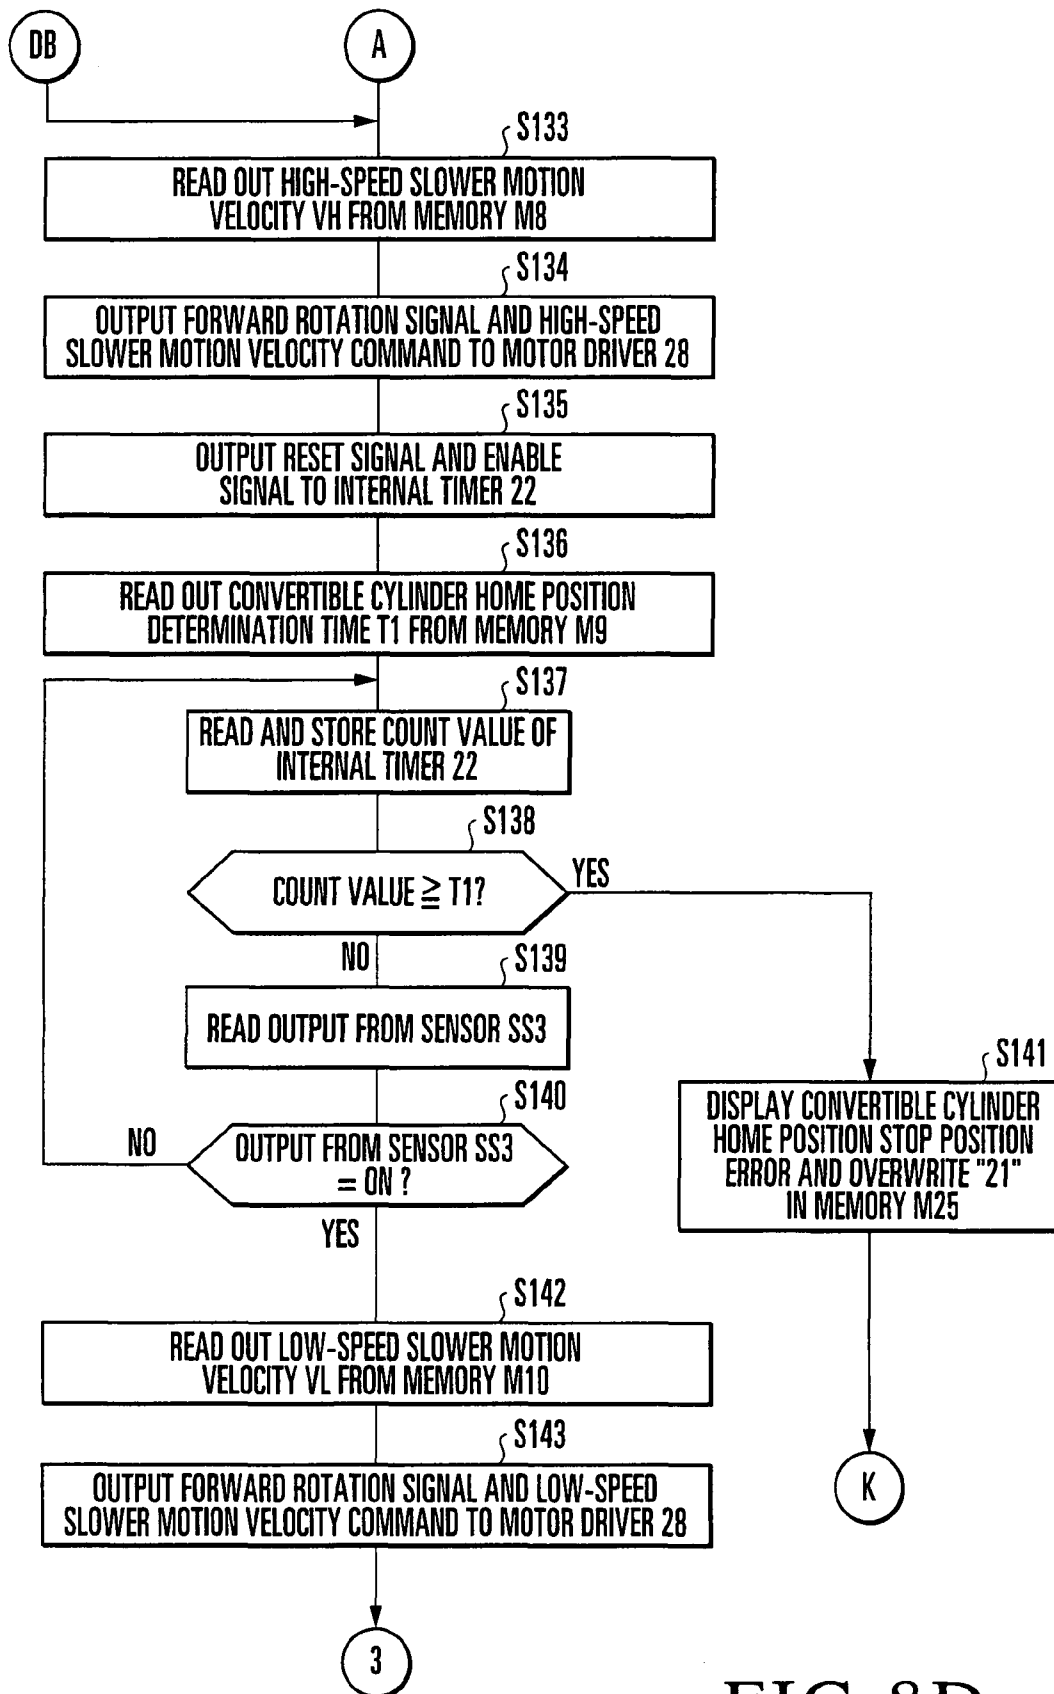 DB
A
S133
READ OUT HIGH-SPEED SLOWER MOTION
VELOCITY VH FROM MEMORY M8
S134
OUTPUT FORWARD ROTATION SIGNAL AND HIGH-SPEED
SLOWER MOTION VELOCITY COMMAND TO MOTOR DRIVER 28
S135
OUTPUT RESET SIGNAL AND ENABLE
SIGNAL TO INTERNAL TIMER 22
S136
READ OUT CONVERTIBLE CYLINDER HOME POSITION
DETERMINATION TIME T1 FROM MEMORY M9
S137
READ AND STORE COUNT VALUE OF
INTERNAL TIMER 22
S138
COUNT VALUE ≧ T1?
YES
NO
S139
READ OUTPUT FROM SENSOR SS3
S140
OUTPUT FROM SENSOR SS3
= ON ?
NO
YES
S141
DISPLAY CONVERTIBLE CYLINDER
HOME POSITION STOP POSITION
ERROR AND OVERWRITE "21"
IN MEMORY M25
S142
READ OUT LOW-SPEED SLOWER MOTION
VELOCITY VL FROM MEMORY M10
S143
OUTPUT FORWARD ROTATION SIGNAL AND LOW-SPEED
SLOWER MOTION VELOCITY COMMAND TO MOTOR DRIVER 28
K
3
FIG. 8D